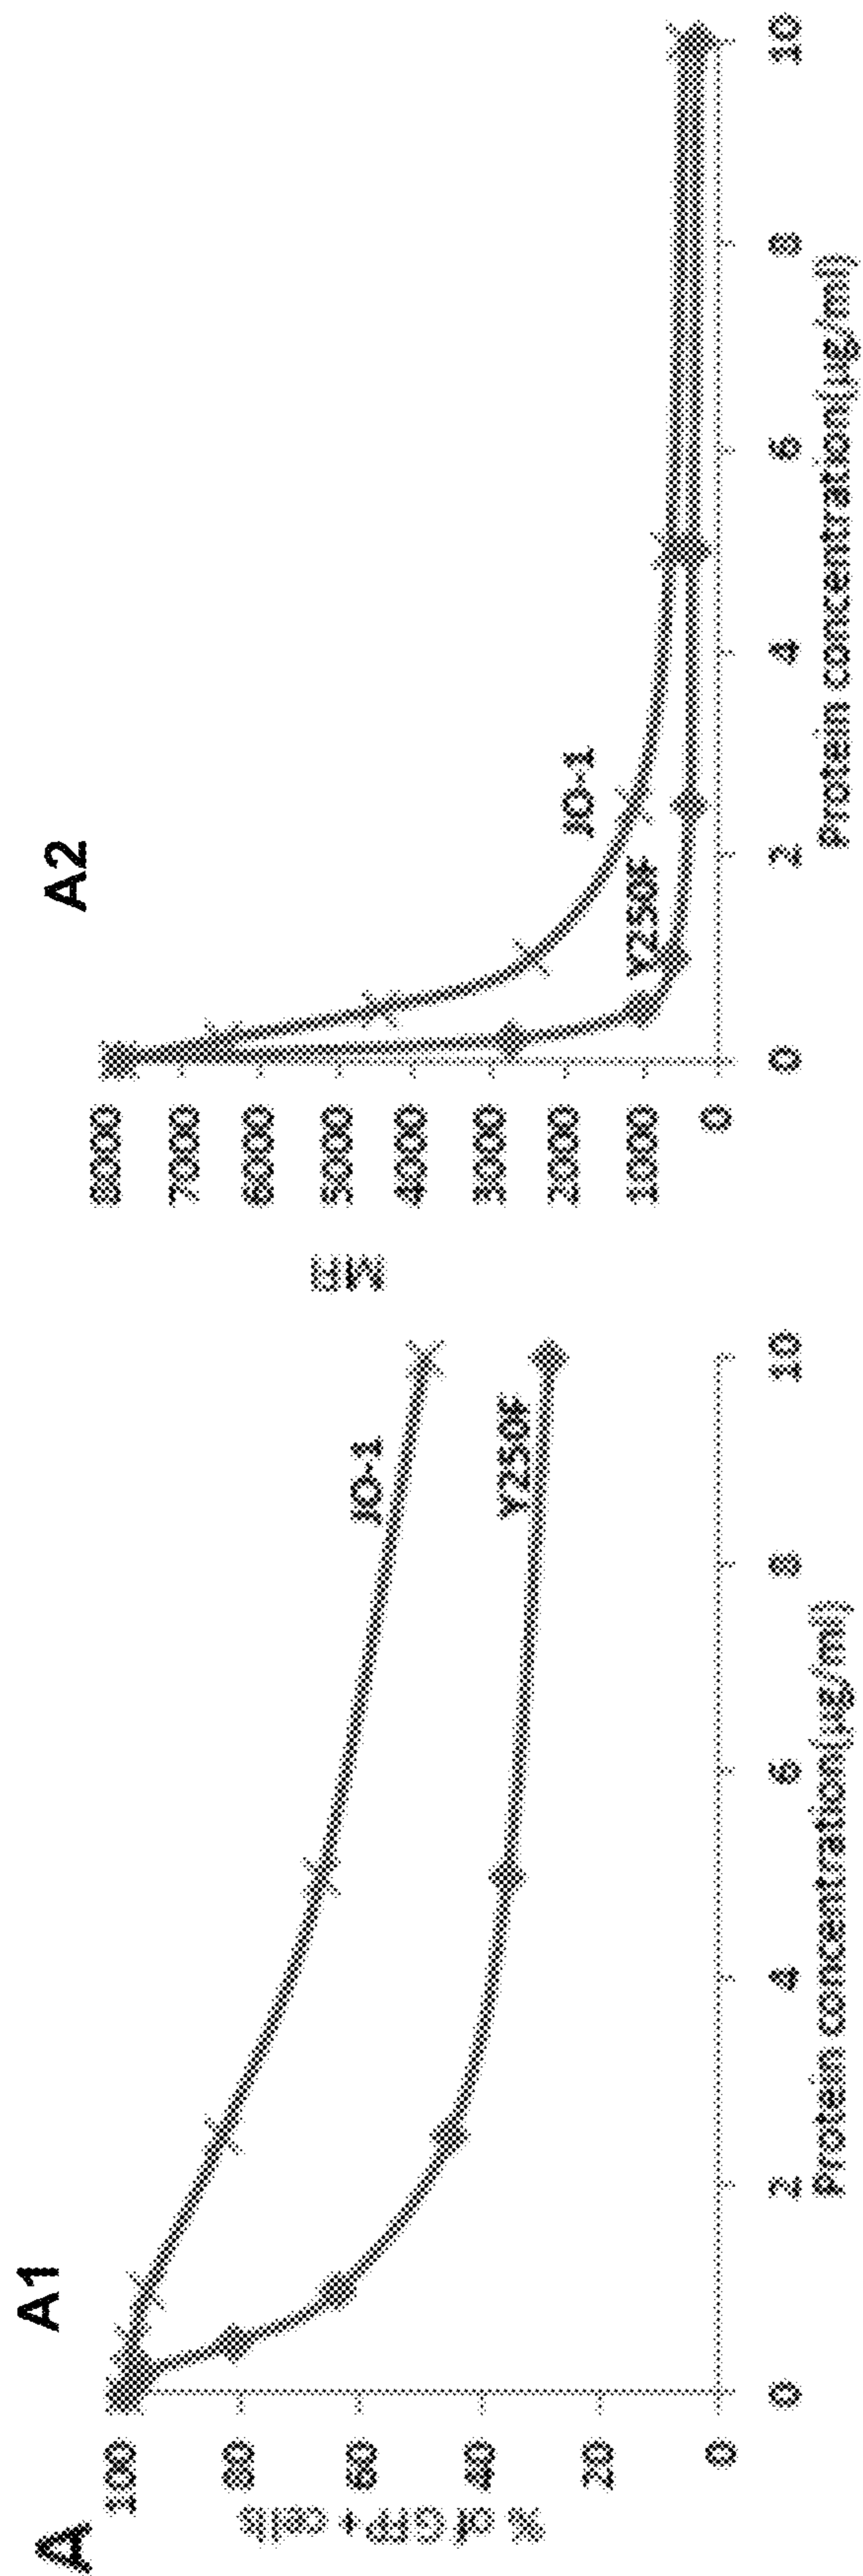 A
A1
% of GFP+ cells
100
80
60
40
20
0
JO-1
Y250F
0 2 4 6 8 10
Protein concentration(μg/ml)
A2
MFI
8000
7000
6000
5000
4000
3000
2000
1000
0
JO-1
Y250F
0 2 4 6 8 10
Protein concentration(μg/ml)